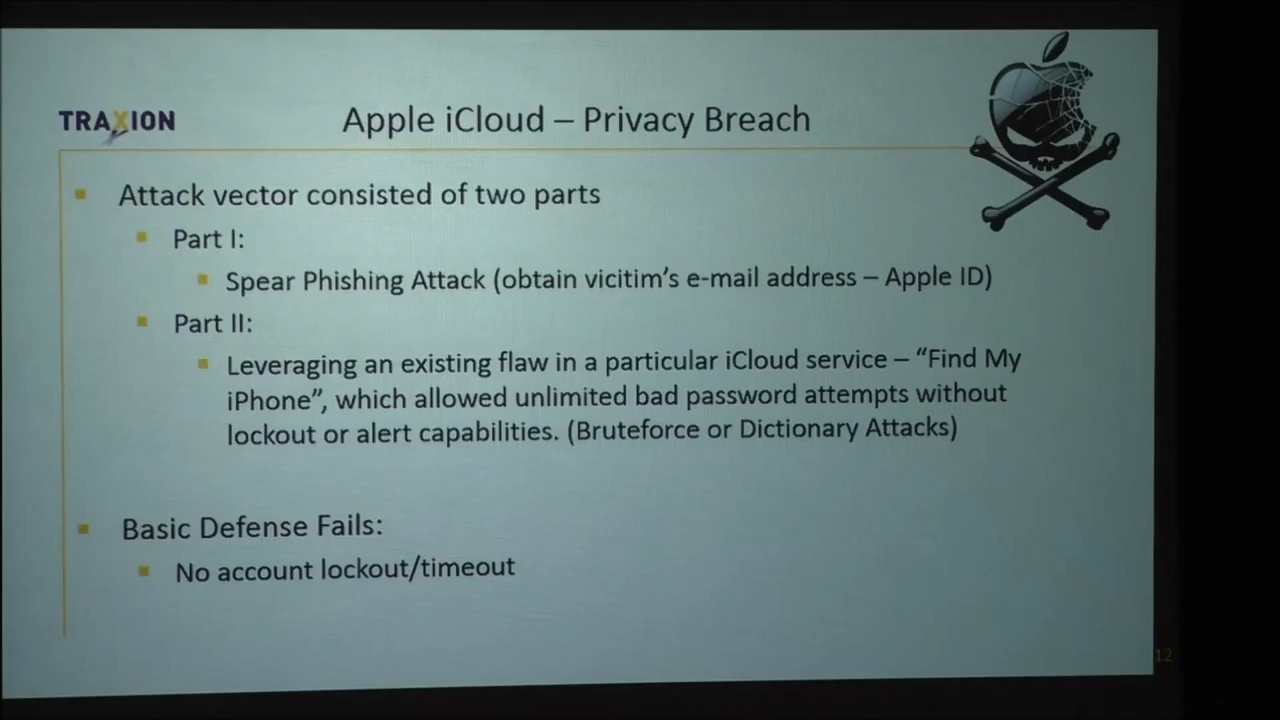 TRAXION
Apple iCloud – Privacy Breach
Attack vector consisted of two parts
Part I:
Spear Phishing Attack (obtain vicitim’s e-mail address – Apple ID)
Part II:
Leveraging an existing flaw in a particular iCloud service – “Find My
iPhone”, which allowed unlimited bad password attempts without
lockout or alert capabilities. (Bruteforce or Dictionary Attacks)
Basic Defense Fails:
No account lockout/timeout
12